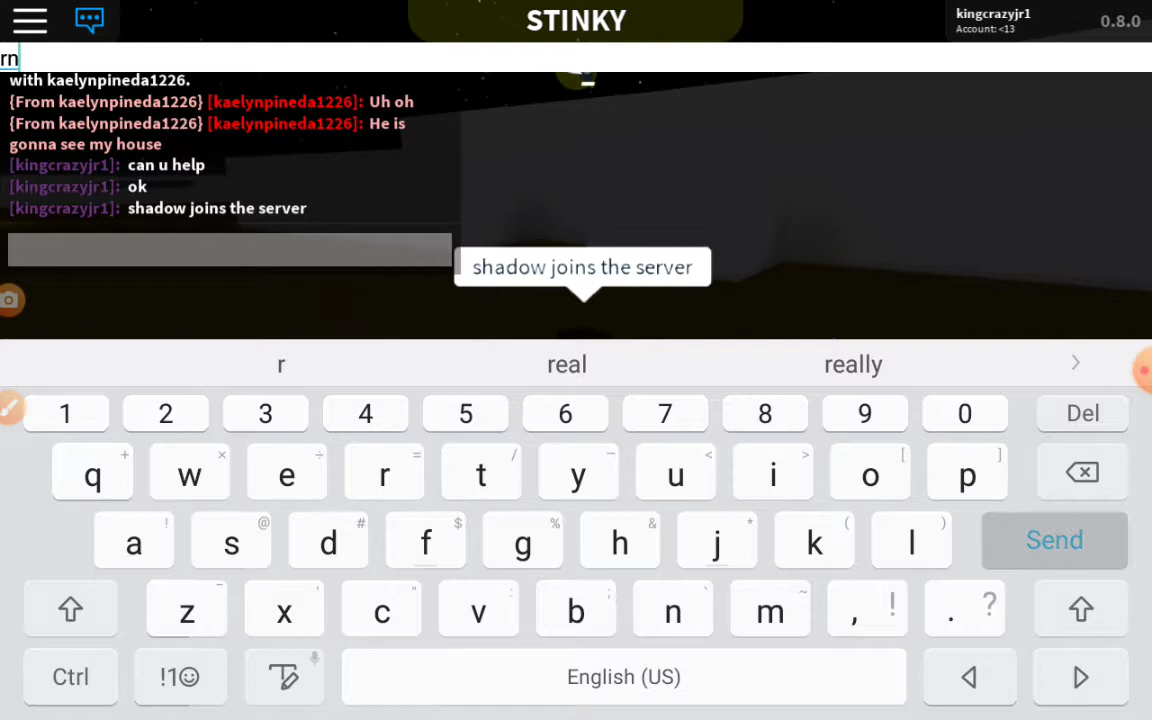 STINKY
kingcrazyjr1
Account: <13
0.8.0
rn
with kaelynpineda1226.
{From kaelynpineda1226} [kaelynpineda1226]: Uh oh
{From kaelynpineda1226} [kaelynpineda1226]: He is
gonna see my house
[kingcrazyjr1]: can u help
[kingcrazyjr1]: ok
[kingcrazyjr1]: shadow joins the server
shadow joins the server
r real really >
1 2 3 4 5 6 7 8 9 0 Del
+ × ÷ = / _ < > [ ]
q w e r t y u i o p
! @ # $ % & * ( )
a s d f g h j k l Send
- ' " : ; ` ~ ! ?
z x c v b n m , .
Ctrl !1☺ English (US)